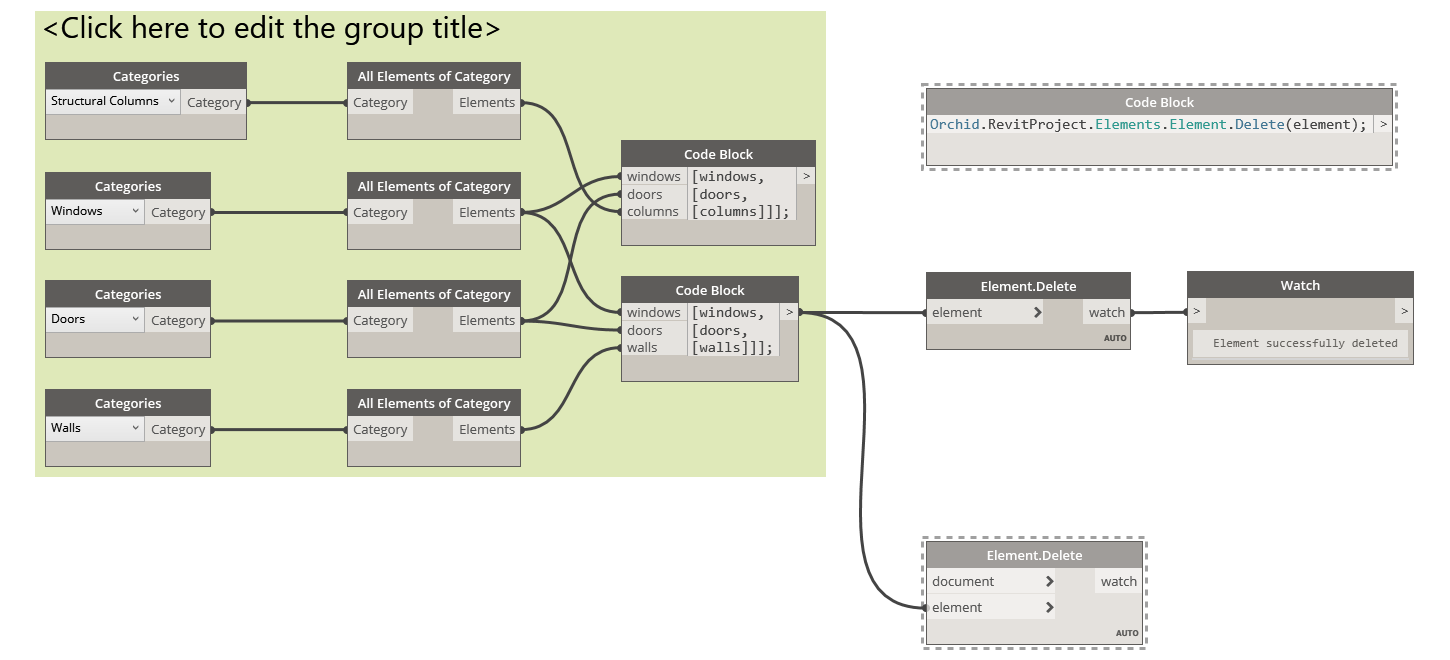 <Click here to edit the group title>
Categories
Structural Columns Category
All Elements of Category
Category Elements
Categories
Windows Category
All Elements of Category
Category Elements
Categories
Doors Category
All Elements of Category
Category Elements
Categories
Walls Category
All Elements of Category
Category Elements
Code Block
windows [windows, >
doors [doors,
columns [columns]]];
Code Block
windows [windows, >
doors [doors,
walls [walls]]];
Code Block
Orchid.RevitProject.Elements.Element.Delete(element); >
Element.Delete
element > watch
AUTO
Watch
> >
Element successfully deleted
Element.Delete
document > watch
element >
AUTO